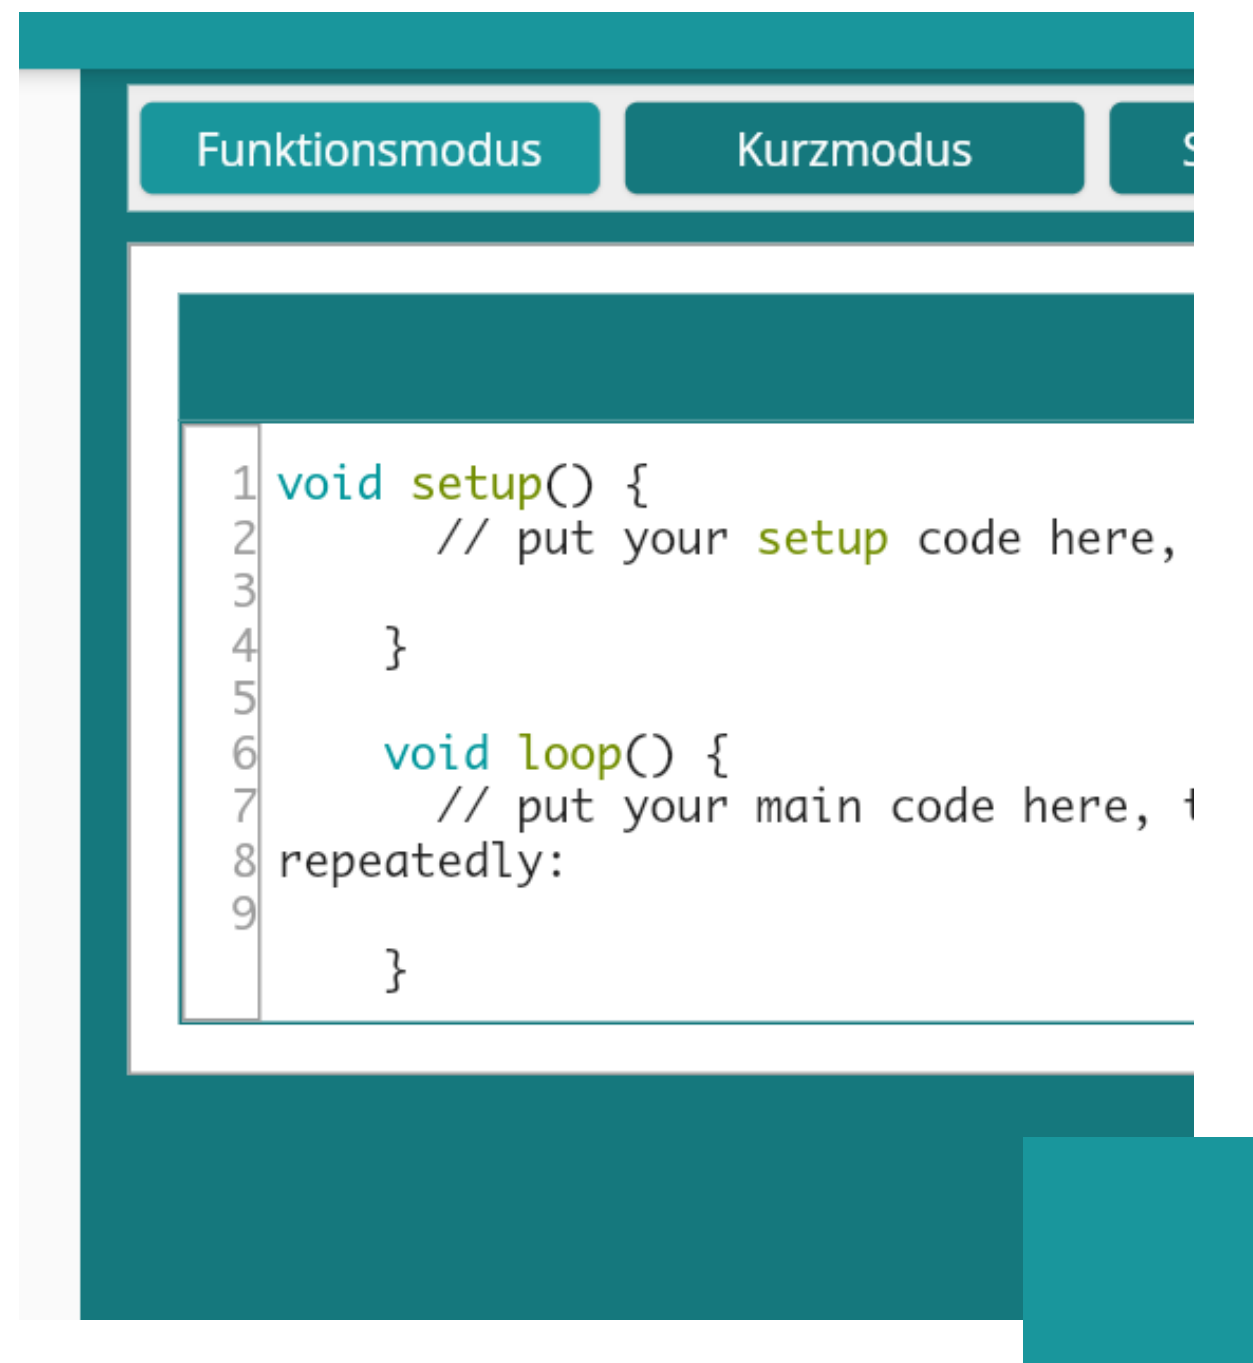 Funktionsmodus Kurzmodus
1 void setup() {
2 // put your setup code here,
3
4 }
5
6 void loop() {
7 // put your main code here,
8 repeatedly:
9
}